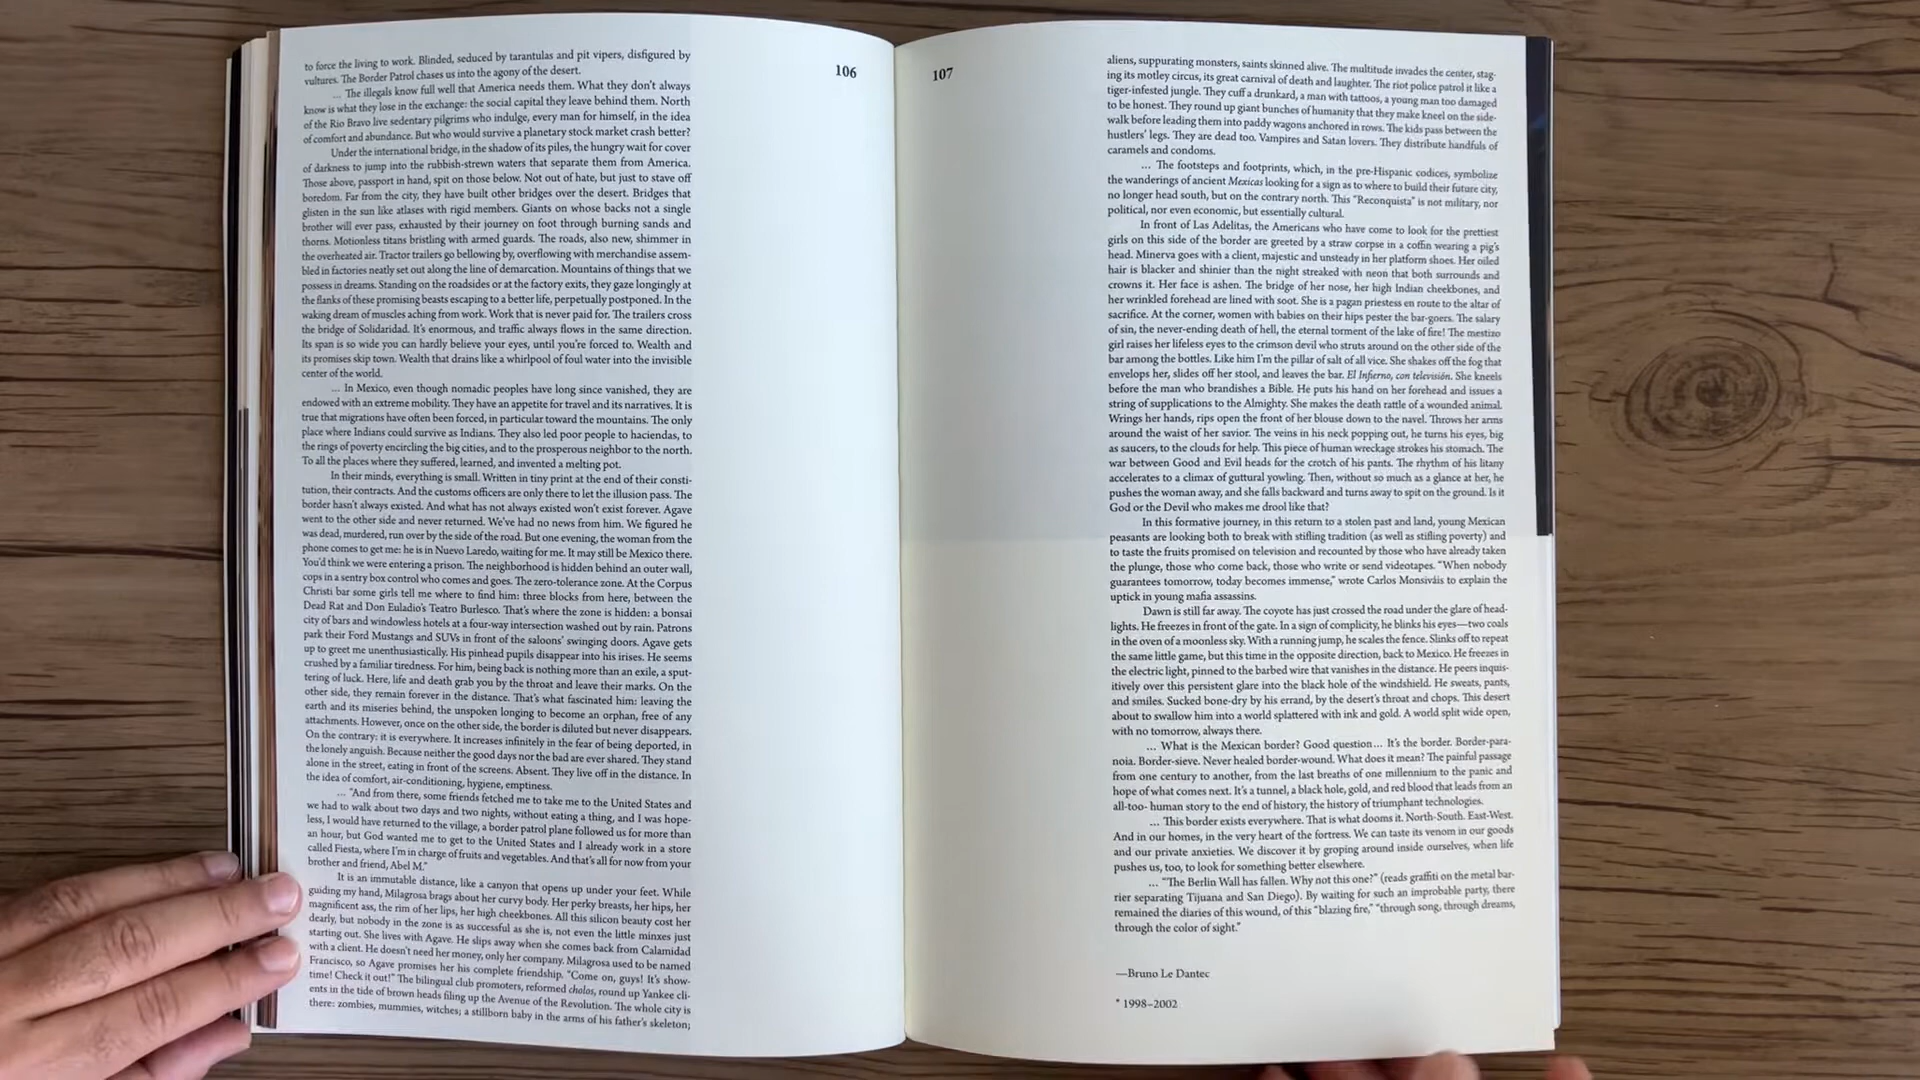 to force the living to work. Blinded, seduced by tarantulas and pit vipers, disfigured by
vultures. The Border Patrol chases us into the agony of the desert.
... The illegals know full well that America needs them. What they don't always
know is what they lose in the exchange: the social capital they leave behind them. North
of the Rio Bravo live sedentary pilgrims who indulge, every man for himself, in the idea
of comfort and abundance. But who would survive a planetary stock market crash better?
Under the international bridge, in the shadow of its piles, the hungry wait for cover
of darkness to jump into the rubbish-strewn waters that separate them from America.
Those above, passport in hand, spit on those below. Not out of hate, but just to stave off
boredom. Far from the city, they have built other bridges over the desert. Bridges that
glisten in the sun like atlases with rigid members. Giants on whose backs not a single
brother will ever pass, exhausted by their journey on foot through burning sands and
thorns. Motionless titans bristling with armed guards. The roads, also new, shimmer in
the overheated air. Tractor trailers go bellowing by, overflowing with merchandise assem-
bled in factories neatly set out along the line of demarcation. Mountains of things that we
possess in dreams. Standing on the roadsides or at the factory exits, they gaze longingly at
the flanks of these promising beasts escaping to a better life, perpetually postponed. In the
waking dream of muscles aching from work. Work that is never paid for. The trailers cross
the bridge of Solidaridad. It's enormous, and traffic always flows in the same direction.
Its span is so wide you can hardly believe your eyes, until you're forced to. Wealth and
its promises skip town. Wealth that drains like a whirlpool of foul water into the invisible
center of the world.
... In Mexico, even though nomadic peoples have long since vanished, they are
endowed with an extreme mobility. They have an appetite for travel and its narratives. It is
true that migrations have often been forced, in particular toward the mountains. The only
place where Indians could survive as Indians. They also led poor people to haciendas, to
the rings of poverty encircling the big cities, and to the prosperous neighbor to the north.
To all the places where they suffered, learned, and invented a melting pot.
In their minds, everything is small. Written in tiny print at the end of their consti-
tution, their contracts. And the customs officers are only there to let the illusion pass. The
border hasn't always existed. And what has not always existed won't exist forever. Agave
went to the other side and never returned. We've had no news from him. We figured he
was dead, murdered, run over by the side of the road. But one evening, the woman from the
phone comes to get me: he is in Nuevo Laredo, waiting for me. It may still be Mexico there.
You'd think we were entering a prison. The neighborhood is hidden behind an outer wall,
cops in a sentry box control who comes and goes. The zero-tolerance zone. At the Corpus
Christi bar some girls tell me where to find him: three blocks from here, between the
Dead Rat and Don Euladio's Teatro Burlesco. That's where the zone is hidden: a bonsai
city of bars and windowless hotels at a four-way intersection washed out by rain. Patrons
park their Ford Mustangs and SUVs in front of the saloons' swinging doors. Agave gets
up to greet me unenthusiastically. His pinhead pupils disappear into his irises. He seems
crushed by a familiar tiredness. For him, being back is nothing more than an exile, a sput-
tering of luck. Here, life and death grab you by the throat and leave their marks. On the
other side, they remain forever in the distance. That's what fascinated him: leaving the
earth and its miseries behind, the unspoken longing to become an orphan, free of any
attachments. However, once on the other side, the border is diluted but never disappears.
On the contrary: it is everywhere. It increases infinitely in the fear of being deported, in
the lonely anguish. Because neither the good days nor the bad are ever shared. They stand
alone in the street, eating in front of the screens. Absent. They live off in the distance. In
the idea of comfort, air-conditioning, hygiene, emptiness.
... "And from there, some friends fetched me to take me to the United States and
we had to walk about two days and two nights, without eating a thing, and I was hope-
less, I would have returned to the village, a border patrol plane followed us for more than
an hour, but God wanted me to get to the United States and I already work in a store
called Fiesta, where I'm in charge of fruits and vegetables. And that's all for now from your
brother and friend, Abel M."
It is an immutable distance, like a canyon that opens up under your feet. While
guiding my hand, Milagrosa brags about her curvy body. Her perky breasts, her hips, her
magnificent ass, the rim of her lips, her high cheekbones. All this silicon beauty cost her
dearly, but nobody in the zone is as successful as she is, not even the little minxes just
starting out. She lives with Agave. He slips away when she comes back from Calamidad
with a client. He doesn't need her money, only her company. Milagrosa used to be named
Francisco, so Agave promises her his complete friendship. "Come on, guys! It's show-
time! Check it out!" The bilingual club promoters, reformed cholos, round up Yankee cli-
ents in the tide of brown heads filing up the Avenue of the Revolution. The whole city is
there: zombies, mummies, witches; a stillborn baby in the arms of his father's skeleton;
106
107
aliens, suppurating monsters, saints skinned alive. The multitude invades the center, stag-
ing its motley circus, its great carnival of death and laughter. The riot police patrol it like a
tiger-infested jungle. They cuff a drunkard, a man with tattoos, a young man too damaged
to be honest. They round up giant bunches of humanity that they make kneel on the side-
walk before leading them into paddy wagons anchored in rows. The kids pass between the
hustlers' legs. They are dead too. Vampires and Satan lovers. They distribute handfuls of
caramels and condoms.
... The footsteps and footprints, which, in the pre-Hispanic codices, symbolize
the wanderings of ancient Mexicas looking for a sign as to where to build their future city,
no longer head south, but on the contrary north. This "Reconquista" is not military, nor
political, nor even economic, but essentially cultural.
In front of Las Adelitas, the Americans who have come to look for the prettiest
girls on this side of the border are greeted by a straw corpse in a coffin wearing a pig's
head. Minerva goes with a client, majestic and unsteady in her platform shoes. Her oiled
hair is blacker and shinier than the night streaked with neon that both surrounds and
crowns it. Her face is ashen. The bridge of her nose, her high Indian cheekbones, and
her wrinkled forehead are lined with soot. She is a pagan priestess en route to the altar of
sacrifice. At the corner, women with babies on their hips pester the bar-goers. The salary
of sin, the never-ending death of hell, the eternal torment of the lake of fire! The mestizo
girl raises her lifeless eyes to the crimson devil who struts around on the other side of the
bar among the bottles. Like him I'm the pillar of salt of all vice. She shakes off the fog that
envelops her, slides off her stool, and leaves the bar. El Infierno, con televisión. She kneels
before the man who brandishes a Bible. He puts his hand on her forehead and issues a
string of supplications to the Almighty. She makes the death rattle of a wounded animal.
Wrings her hands, rips open the front of her blouse down to the navel. Throws her arms
around the waist of her savior. The veins in his neck popping out, he turns his eyes, big
as saucers, to the clouds for help. This piece of human wreckage strokes his stomach. The
war between Good and Evil heads for the crotch of his pants. The rhythm of his litany
accelerates to a climax of guttural yowling. Then, without so much as a glance at her, he
pushes the woman away, and she falls backward and turns away to spit on the ground. Is it
God or the Devil who makes me drool like that?
In this formative journey, in this return to a stolen past and land, young Mexican
peasants are looking both to break with stifling tradition (as well as stifling poverty) and
to taste the fruits promised on television and recounted by those who have already taken
the plunge, those who come back, those who write or send videotapes. "When nobody
guarantees tomorrow, today becomes immense," wrote Carlos Monsiváis to explain the
uptick in young mafia assassins.
Dawn is still far away. The coyote has just crossed the road under the glare of head-
lights. He freezes in front of the gate. In a sign of complicity, he blinks his eyes—two coals
in the oven of a moonless sky. With a running jump, he scales the fence. Slinks off to repeat
the same little game, but this time in the opposite direction, back to Mexico. He freezes in
the electric light, pinned to the barbed wire that vanishes in the distance. He peers inquis-
itively over this persistent glare into the black hole of the windshield. He sweats, pants,
and smiles. Sucked bone-dry by his errand, by the desert's throat and chops. This desert
about to swallow him into a world splattered with ink and gold. A world split wide open,
with no tomorrow, always there.
... What is the Mexican border? Good question... It's the border. Border-para-
noia. Border-sieve. Never healed border-wound. What does it mean? The painful passage
from one century to another, from the last breaths of one millennium to the panic and
hope of what comes next. It's a tunnel, a black hole, gold, and red blood that leads from an
all-too- human story to the end of history, the history of triumphant technologies.
... This border exists everywhere. That is what dooms it. North-South. East-West.
And in our homes, in the very heart of the fortress. We can taste its venom in our goods
and our private anxieties. We discover it by groping around inside ourselves, when life
pushes us, too, to look for something better elsewhere.
... "The Berlin Wall has fallen. Why not this one?" (reads graffiti on the metal bar-
rier separating Tijuana and San Diego). By waiting for such an improbable party, there
remained the diaries of this wound, of this "blazing fire," "through song, through dreams,
through the color of sight."
—Bruno Le Dantec
* 1998–2002